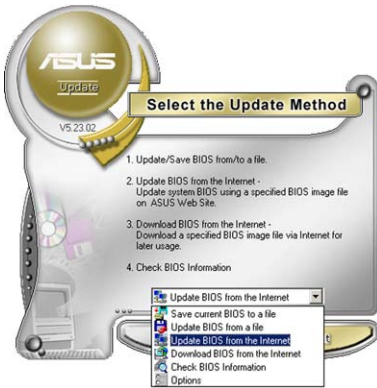 ASUS
Update
V5.23.02
Select the Update Method
1. Update/Save BIOS from/to a file.
2. Update BIOS from the Internet -
Update system BIOS using a specified BIOS image file
on ASUS Web Site.
3. Download BIOS from the Internet -
Download a specified BIOS image file via Internet for
later usage.
4. Check BIOS Information
Update BIOS from the Internet
Save current BIOS to a file
Update BIOS from a file
Update BIOS from the Internet
Download BIOS from the Internet
Check BIOS Information
Options